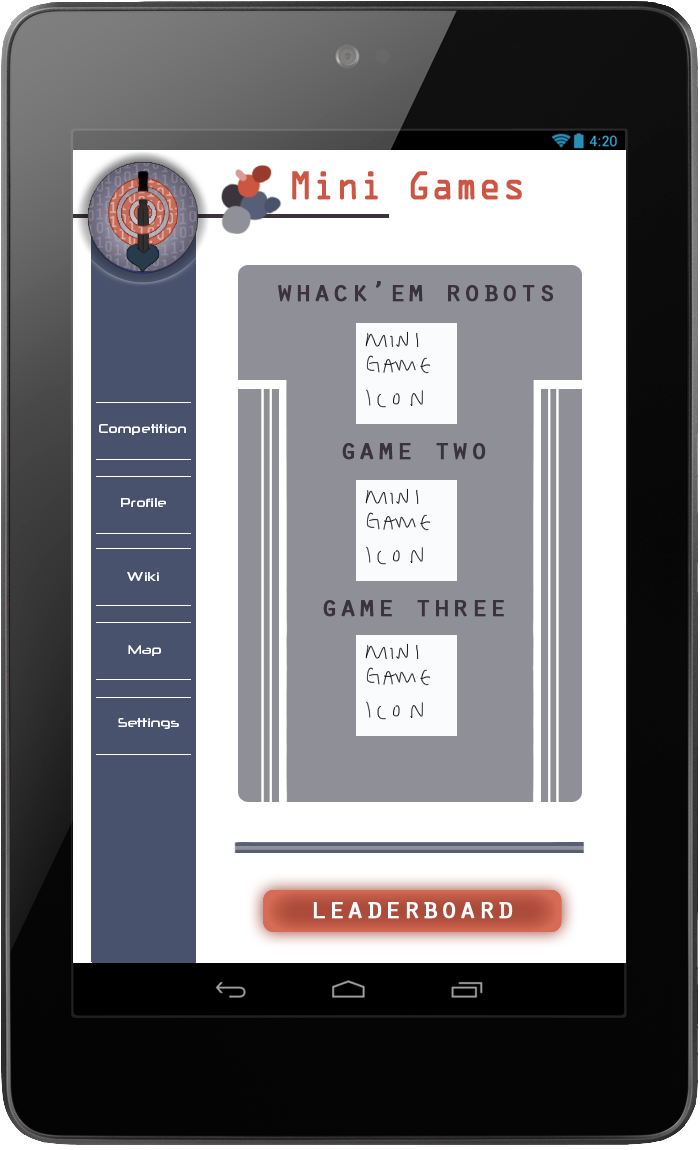 4:20
Mini Games
WHACK'EM ROBOTS
MINI
GAME
ICON
GAME TWO
MINI
GAME
ICON
GAME THREE
MINI
GAME
ICON
Competition
Profile
Wiki
Map
Settings
LEADERBOARD